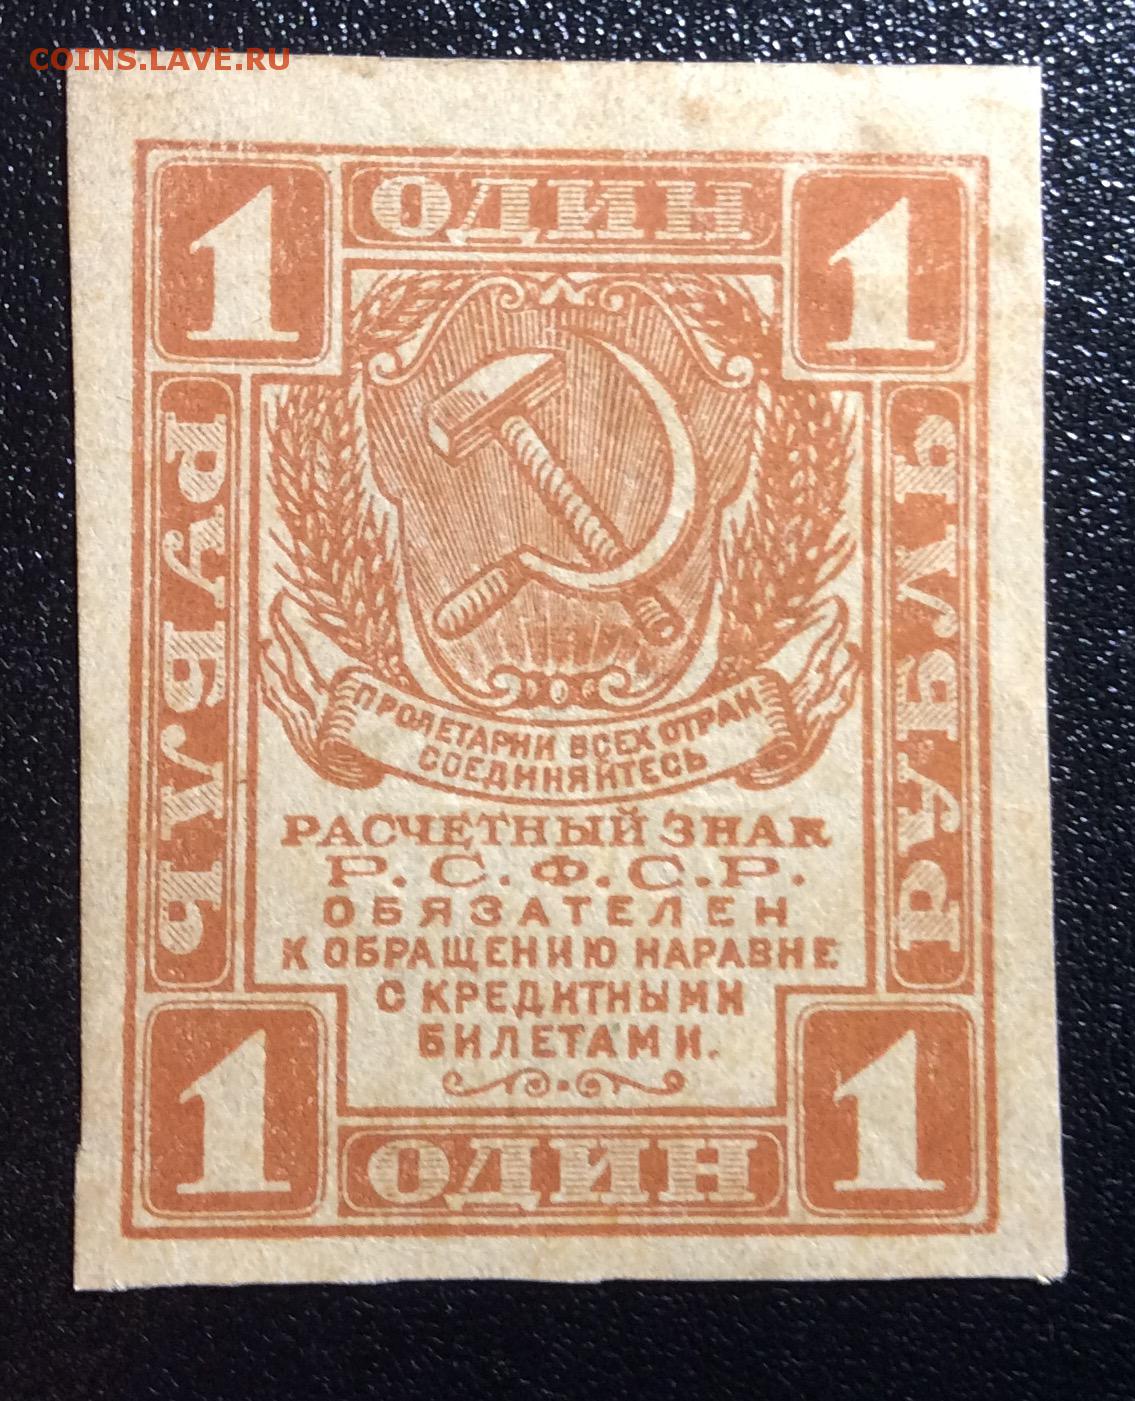 COINS.LAVE.RU
1 ОДИН 1
РУБЛЬ
РУБЛЬ
ПРОЛЕТАРИИ ВСЕХ СТРАН
СОЕДИНЯЙТЕСЬ
РАСЧЕТНЫЙ ЗНАК
Р.С.Ф.С.Р.
ОБЯЗАТЕЛЕН
К ОБРАЩЕНИЮ НАРАВНЕ
С КРЕДИТНЫМИ
БИЛЕТАМИ.
1 ОДИН 1